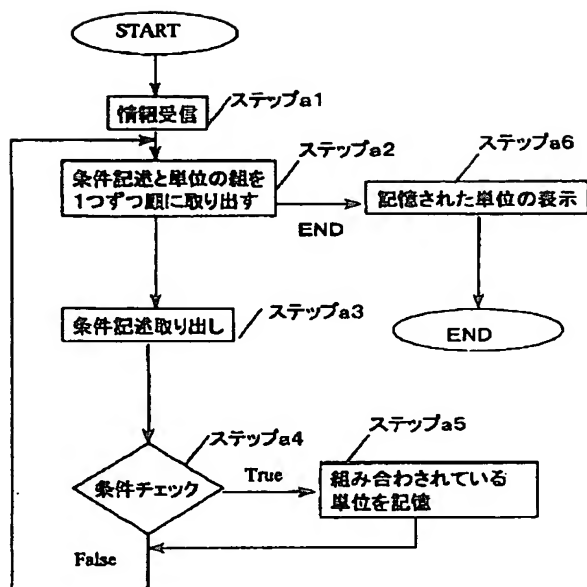 START
情報受信
ステップa1
条件記述と単位の組を
1つずつ順に取り出す
ステップa2
END
記憶された単位の表示
ステップa6
END
条件記述取り出し
ステップa3
条件チェック
ステップa4
True
組み合わされている
単位を記憶
ステップa5
False